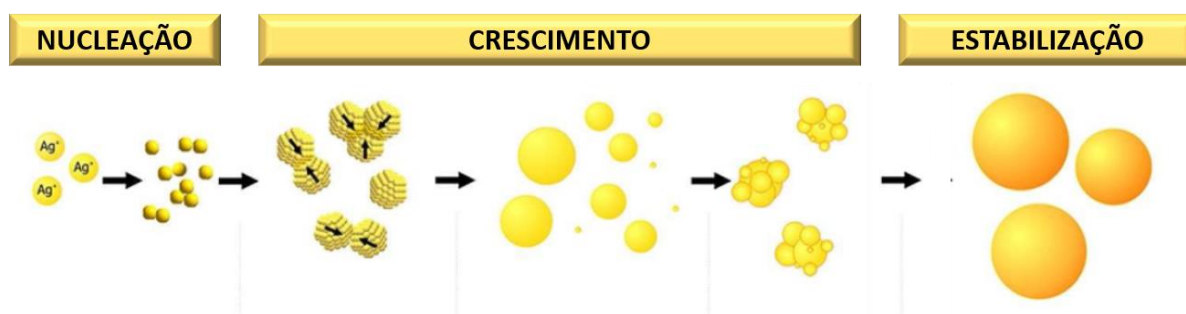 NUCLEAÇÃO
CRESCIMENTO
ESTABILIZAÇÃO
Ag⁺
Ag⁺
Ag⁺